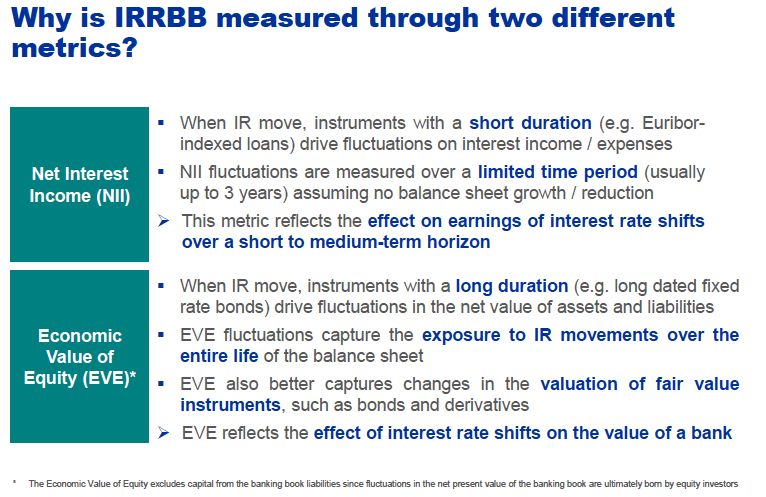 Why is IRRBB measured through two different
metrics?
Net Interest
Income (NII)
▪ When IR move, instruments with a short duration (e.g. Euribor-
indexed loans) drive fluctuations on interest income / expenses
▪ NII fluctuations are measured over a limited time period (usually
up to 3 years) assuming no balance sheet growth / reduction
➢ This metric reflects the effect on earnings of interest rate shifts
over a short to medium-term horizon
Economic
Value of
Equity (EVE)*
▪ When IR move, instruments with a long duration (e.g. long dated fixed
rate bonds) drive fluctuations in the net value of assets and liabilities
▪ EVE fluctuations capture the exposure to IR movements over the
entire life of the balance sheet
▪ EVE also better captures changes in the valuation of fair value
instruments, such as bonds and derivatives
➢ EVE reflects the effect of interest rate shifts on the value of a bank
* The Economic Value of Equity excludes capital from the banking book liabilities since fluctuations in the net present value of the banking book are ultimately born by equity investors